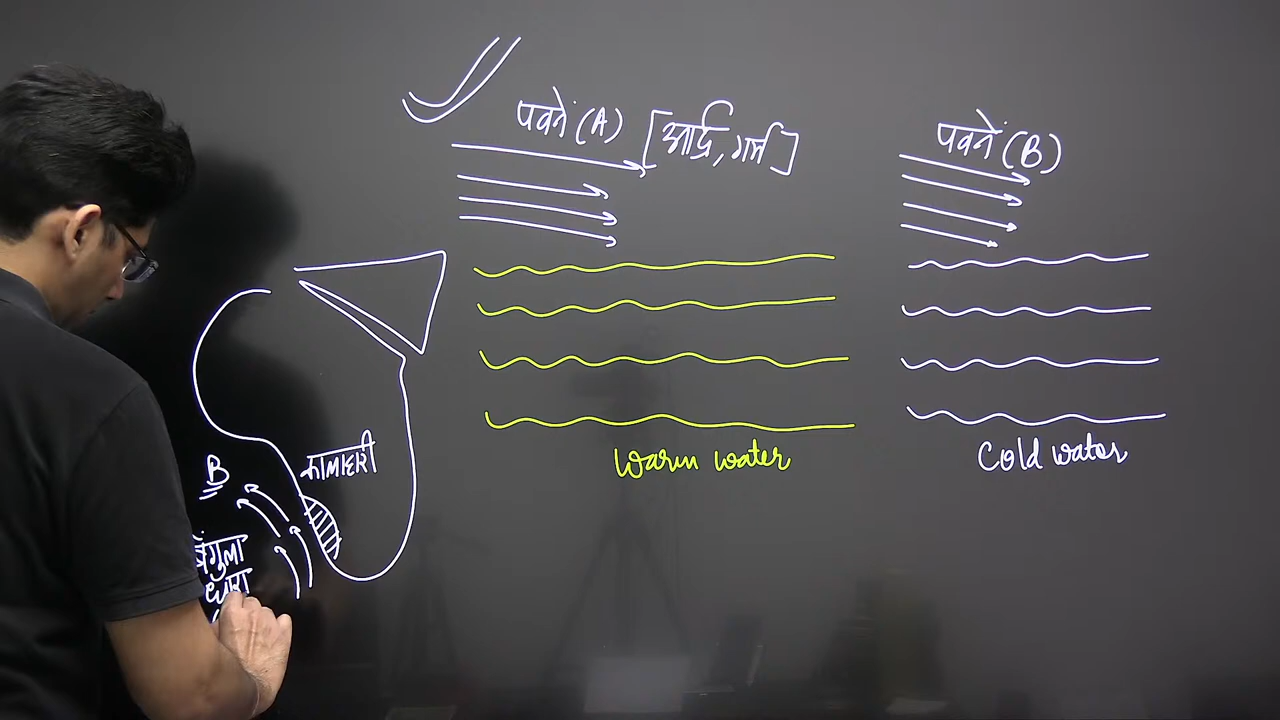 पवनें (A) [आर्द्र, गर्म]
पवनें (B)
Warm water
Cold water
कालाहारी
B
बेंगुला
धारा